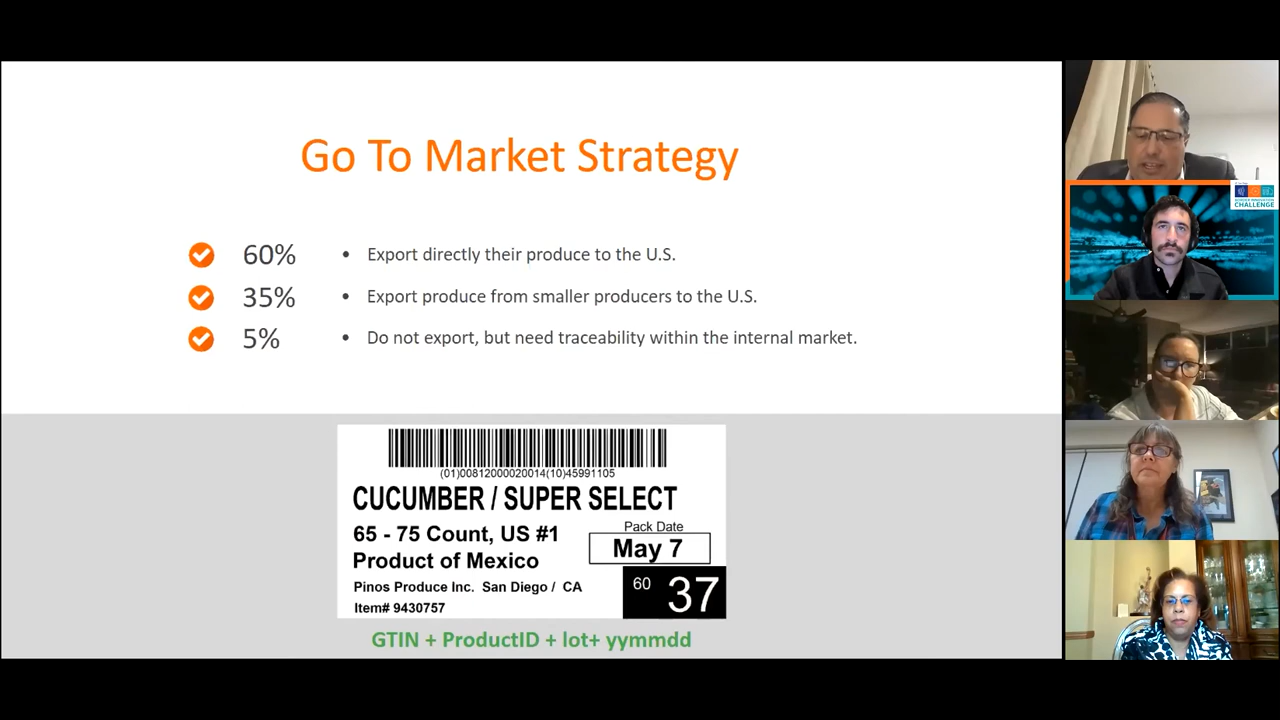 Go To Market Strategy
60% • Export directly their produce to the U.S.
35% • Export produce from smaller producers to the U.S.
5% • Do not export, but need traceability within the internal market.
(01)00812000020014(10)45991105
CUCUMBER / SUPER SELECT
65 - 75 Count, US #1
Product of Mexico
Pack Date
May 7
Pinos Produce Inc. San Diego / CA
Item# 9430757
60 37
GTIN + ProductID + lot+ yymmdd
CHALLENGE